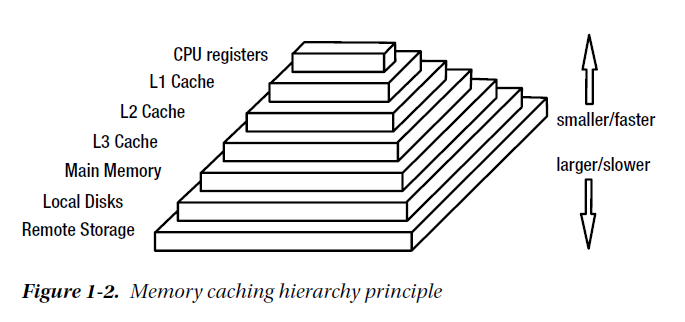 CPU registers
L1 Cache
L2 Cache
L3 Cache
Main Memory
Local Disks
Remote Storage
smaller/faster
larger/slower
Figure 1-2. Memory caching hierarchy principle